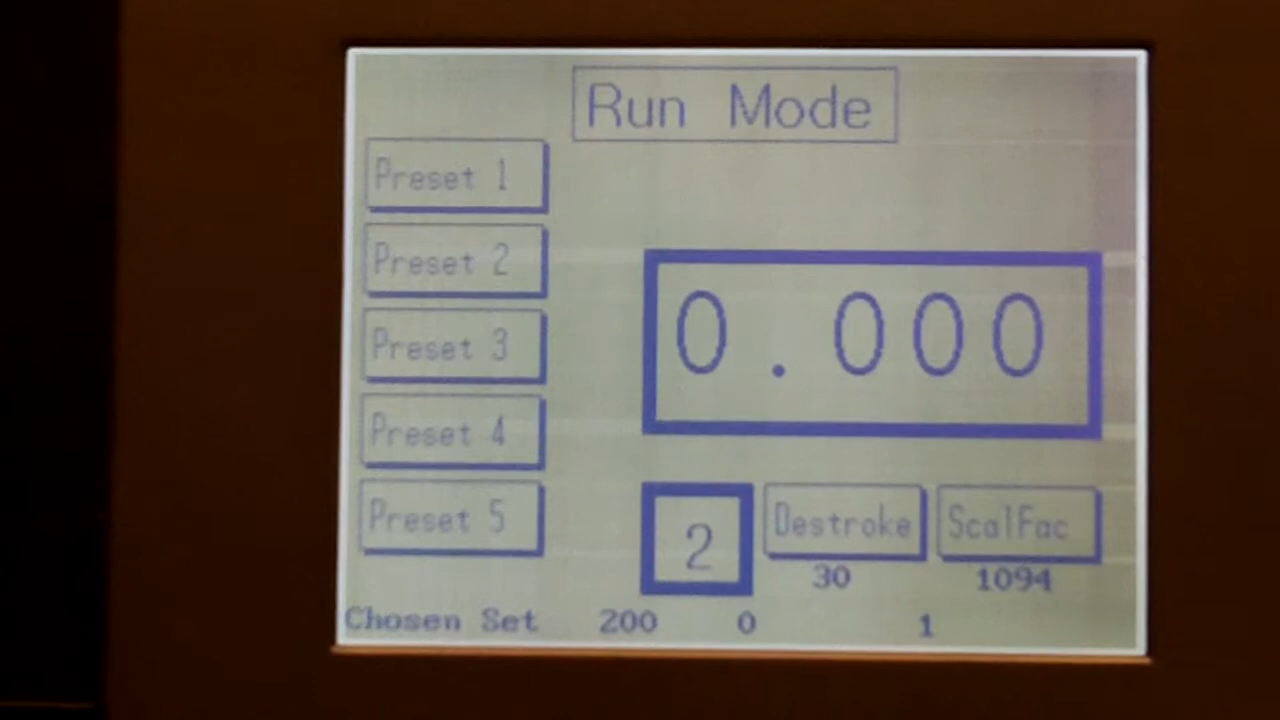 Run Mode
Preset 1
Preset 2
0.000
Preset 3
Preset 4
Preset 5
2
Destroke
ScalFac
30
1094
Chosen Set 200 0 1